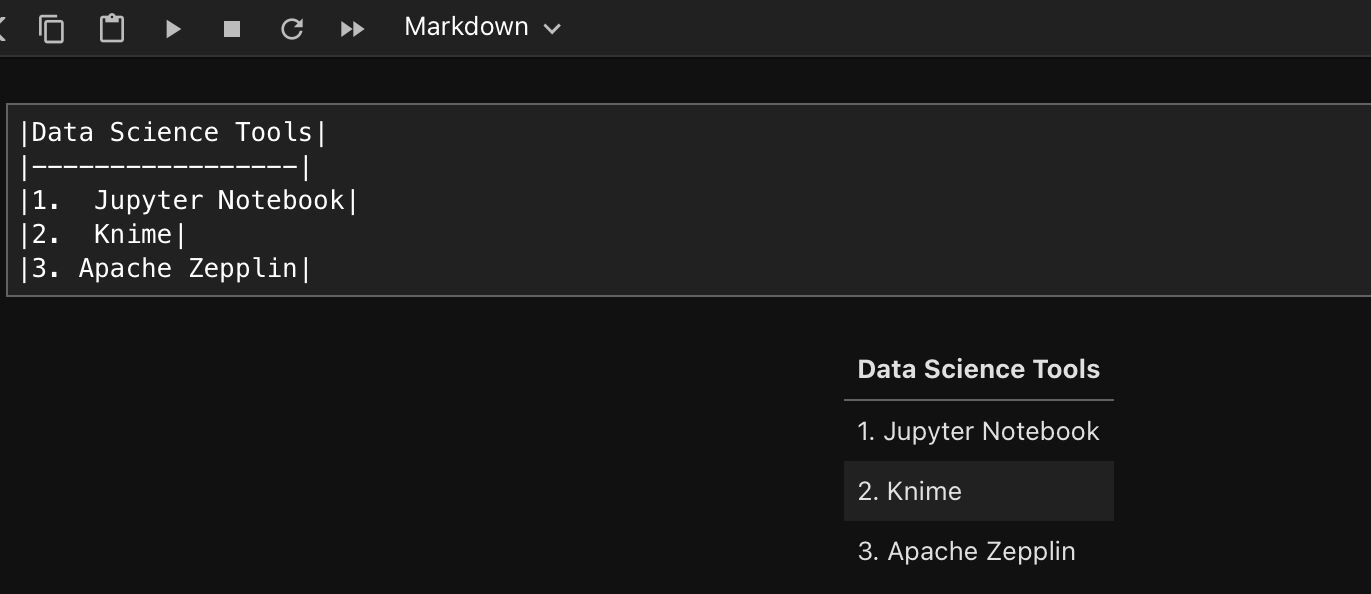 Markdown
|Data Science Tools|
|-----------------|
|1.  Jupyter Notebook|
|2.  Knime|
|3. Apache Zepplin|
Data Science Tools
1. Jupyter Notebook
2. Knime
3. Apache Zepplin